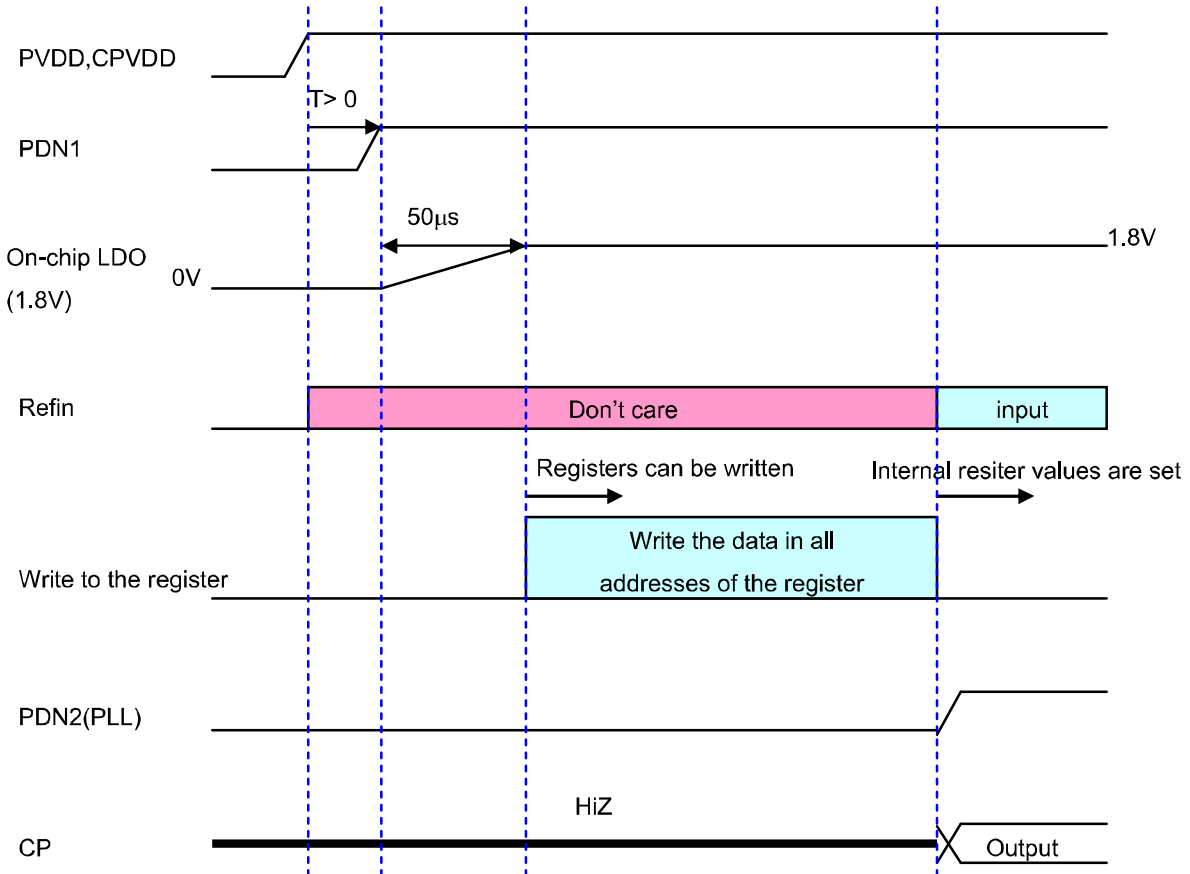 PVDD,CPVDD
T> 0
PDN1
50μs
On-chip LDO
(1.8V)
0V
1.8V
Refin
Don't care
input
Registers can be written
Internal resiter values are set
Write the data in all
addresses of the register
Write to the register
PDN2(PLL)
HiZ
CP
Output